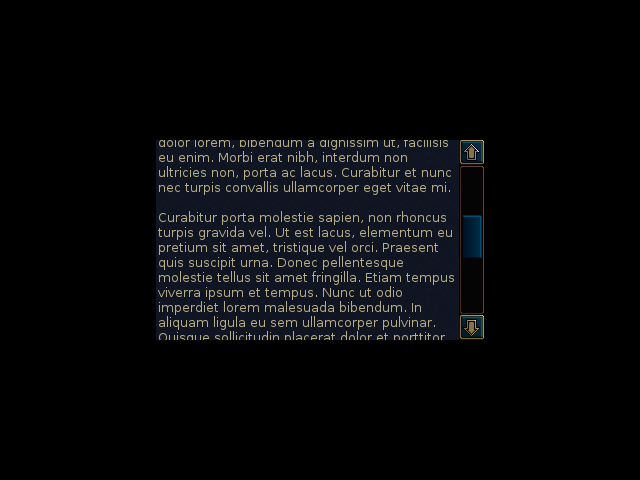 dolor lorem, bibendum a dignissim ut, facilisis
eu enim. Morbi erat nibh, interdum non
ultricies non, porta ac lacus. Curabitur et nunc
nec turpis convallis ullamcorper eget vitae mi.
Curabitur porta molestie sapien, non rhoncus
turpis gravida vel. Ut est lacus, elementum eu
pretium sit amet, tristique vel orci. Praesent
quis suscipit urna. Donec pellentesque
molestie tellus sit amet fringilla. Etiam tempus
viverra ipsum et tempus. Nunc ut odio
imperdiet lorem malesuada bibendum. In
aliquam ligula eu sem ullamcorper pulvinar.
Quisque sollicitudin placerat dolor et porttitor